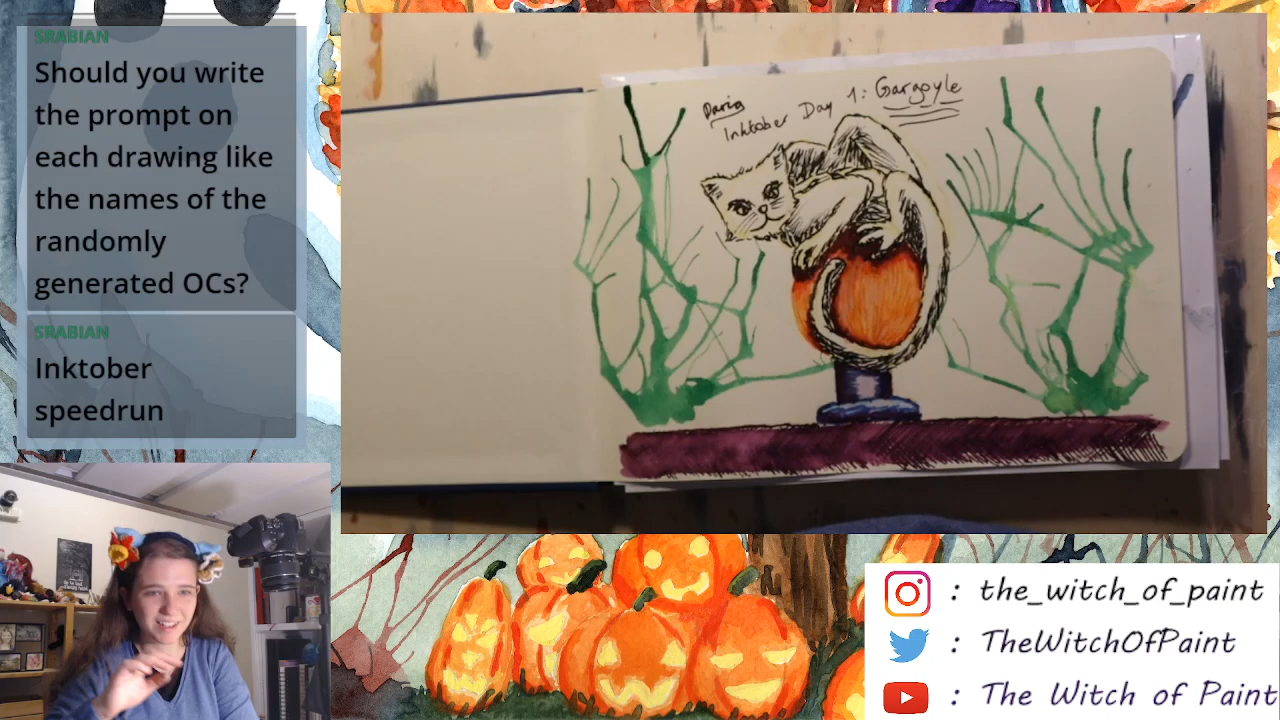 SRABIAN
Should you write
the prompt on
each drawing like
the names of the
randomly
generated OCs?
SRABIAN
Inktober
speedrun
Inktober Day 1: Gargoyle
: the_witch_of_paint
: TheWitchOfPaint
: The Witch of Paint